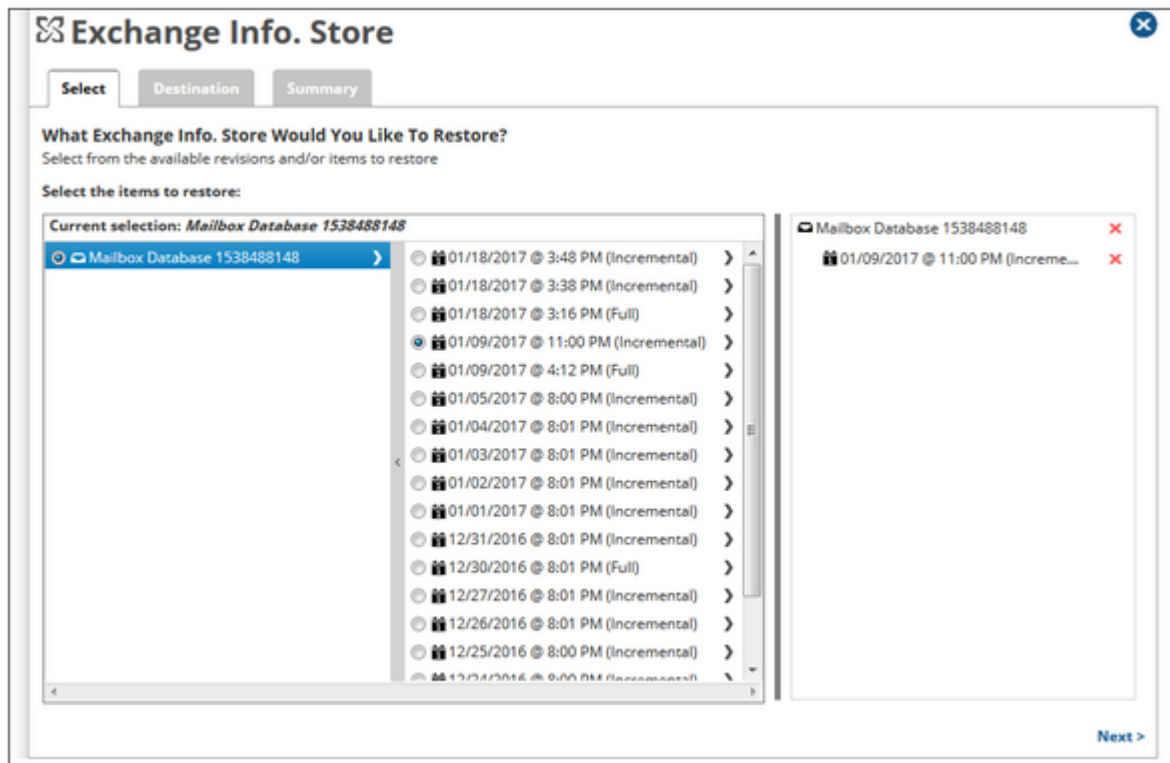 Exchange Info. Store
Select
Destination
Summary
What Exchange Info. Store Would You Like To Restore?
Select from the available revisions and/or items to restore
Select the items to restore:
Current selection: Mailbox Database 1538488148
Mailbox Database 1538488148
01/18/2017 @ 3:48 PM (Incremental)
01/18/2017 @ 3:38 PM (Incremental)
01/18/2017 @ 3:16 PM (Full)
01/09/2017 @ 11:00 PM (Incremental)
01/09/2017 @ 4:12 PM (Full)
01/05/2017 @ 8:00 PM (Incremental)
01/04/2017 @ 8:01 PM (Incremental)
01/03/2017 @ 8:01 PM (Incremental)
01/02/2017 @ 8:01 PM (Incremental)
01/01/2017 @ 8:01 PM (Incremental)
12/31/2016 @ 8:01 PM (Incremental)
12/30/2016 @ 8:01 PM (Full)
12/27/2016 @ 8:01 PM (Incremental)
12/26/2016 @ 8:01 PM (Incremental)
12/25/2016 @ 8:00 PM (Incremental)
12/24/2016 @ 8:00 PM (Incremental)
Mailbox Database 1538488148
01/09/2017 @ 11:00 PM (Increme...
Next >